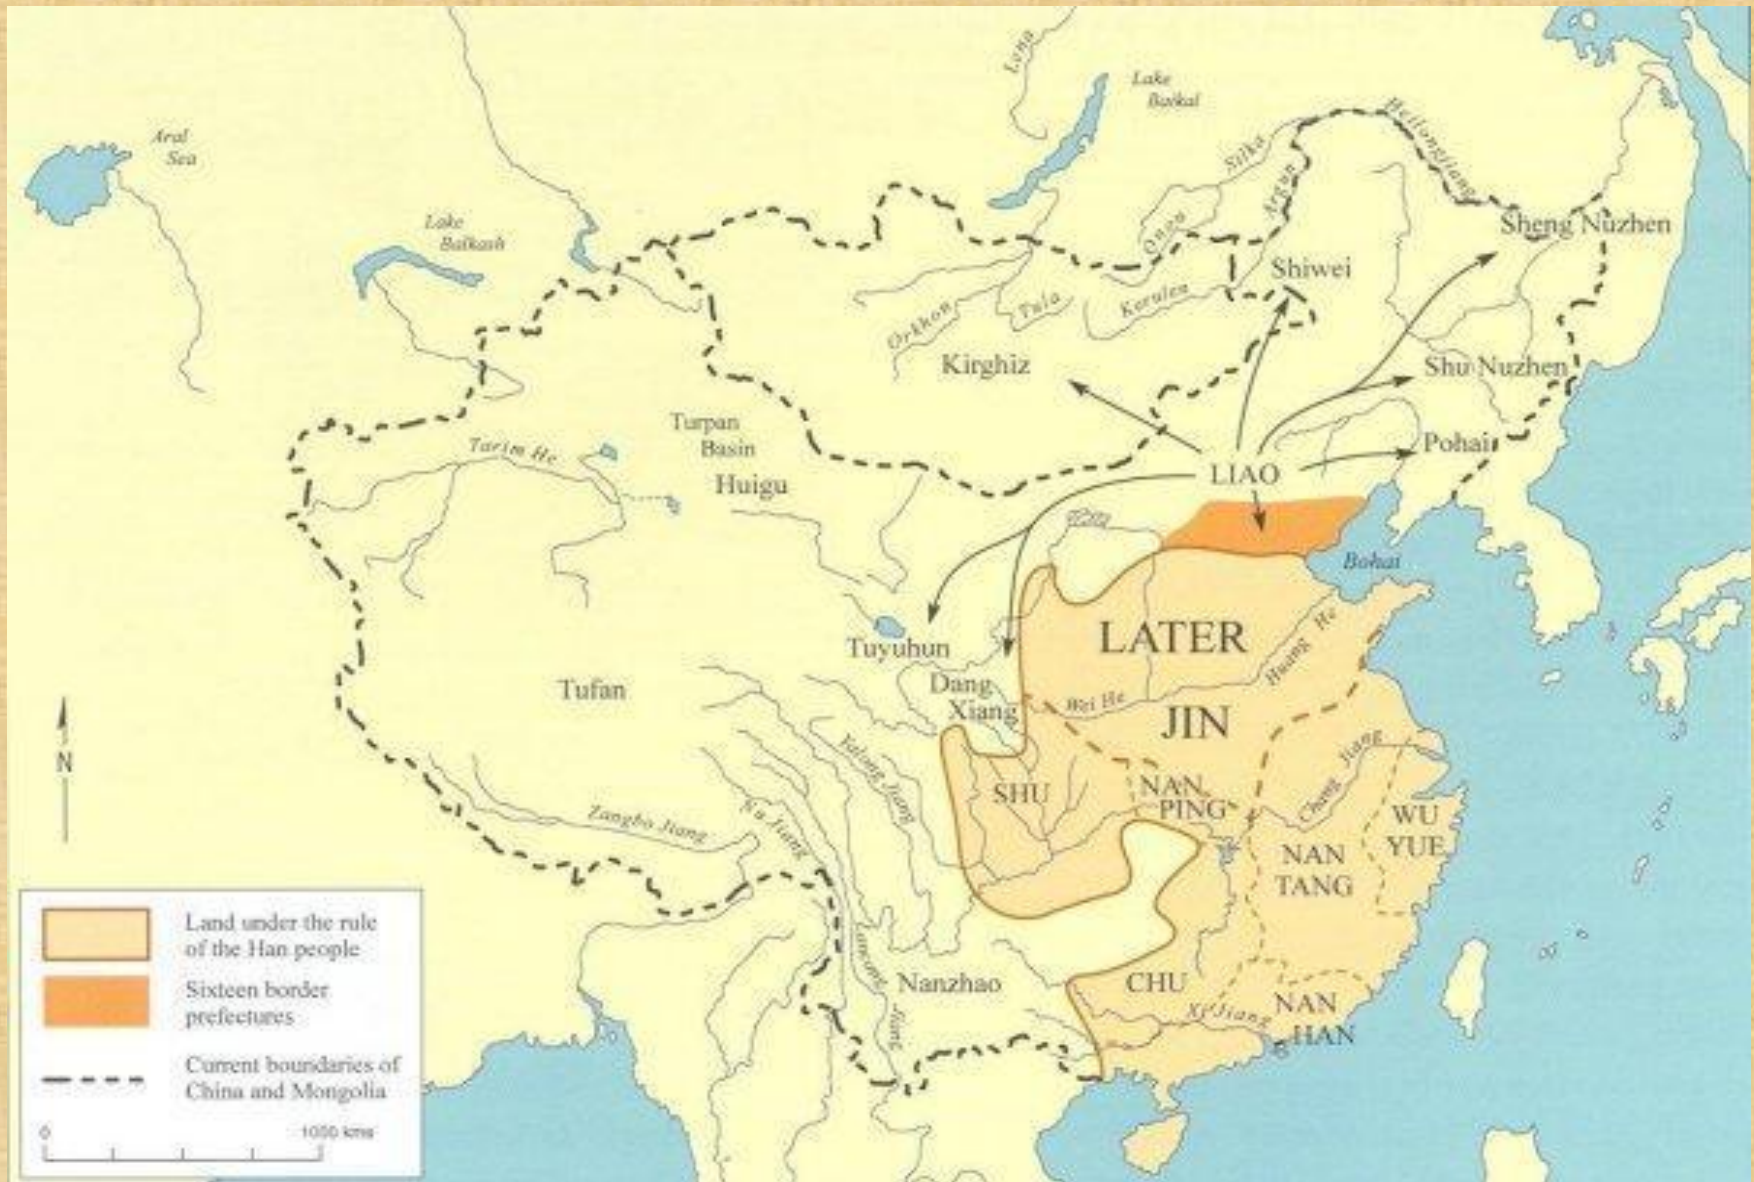 Lena
Lake
Baikal
Aral
Sea
Heilongjiang
Silka
Argun
Lake
Balkash
Onon
Sheng Nuzhen
Shiwei
Orkhon
Tula
Kerulen
Kirghiz
Shu Nuzhen
Turpan
Basin
Tarim He
Huigu
Pohai
LIAO
Bohai
LATER
Huang He
Tuyuhun
Tufan
Dang
Xiang
Wei He
JIN
N
Yalong Jiang
Chang Jiang
SHU
NAN
PING
Zangbo Jiang
Nu Jiang
WU
YUE
NAN
TANG
Land under the rule
of the Han people
Lancang Jiang
Nanzhao
CHU
Sixteen border
prefectures
Xi Jiang
NAN
HAN
Current boundaries of
China and Mongolia
0 1000 kms